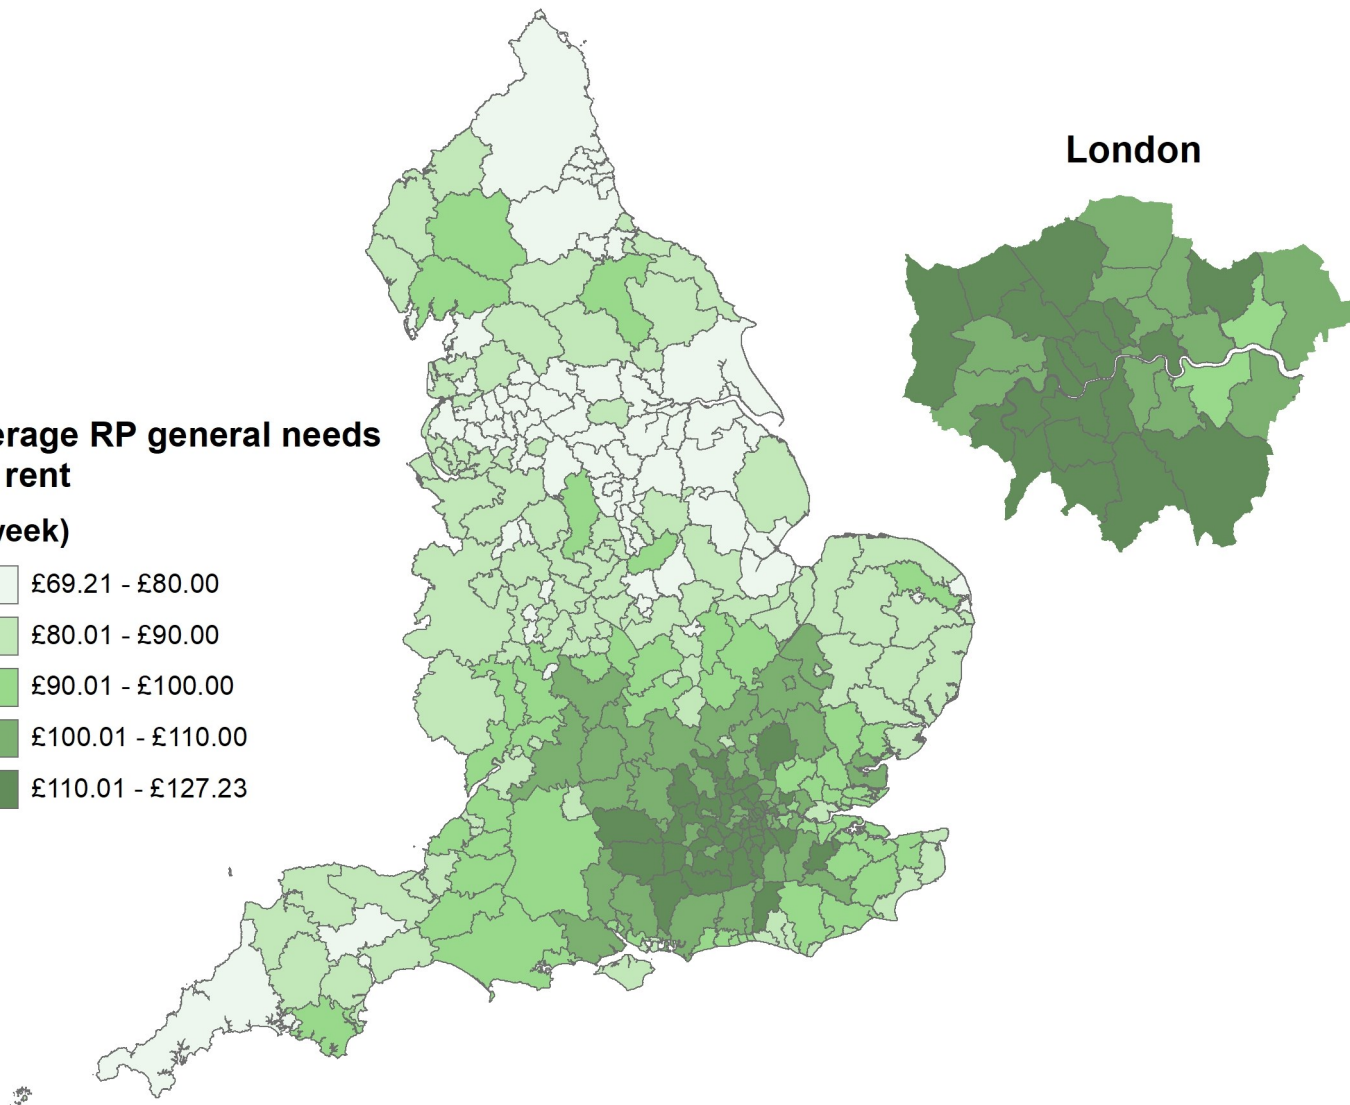 London
erage RP general needs
rent
week)
£69.21 - £80.00
£80.01 - £90.00
£90.01 - £100.00
£100.01 - £110.00
£110.01 - £127.23